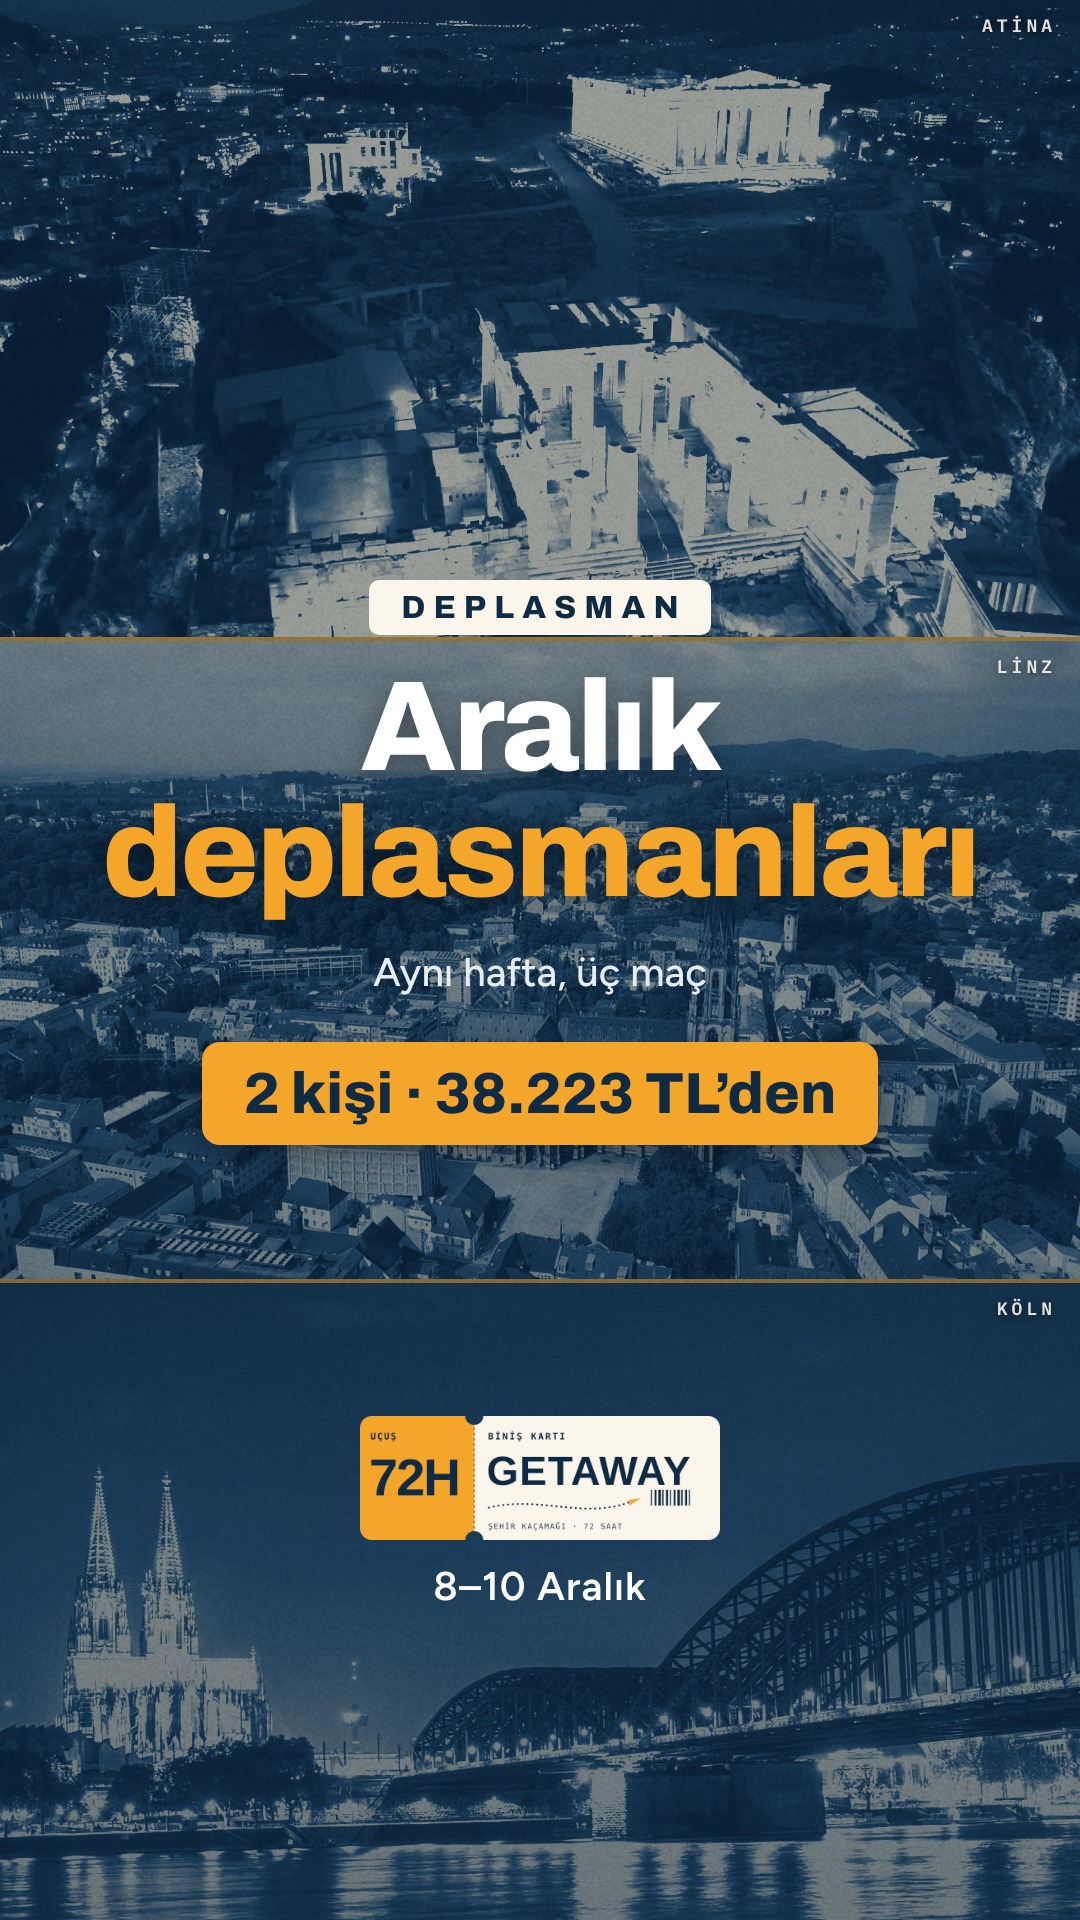 ATİNA
DEPLASMAN
LİNZ
Aralık
deplasmanları
Aynı hafta, üç maç
2 kişi · 38.223 TL’den
KÖLN
UÇUŞ
72H
BİNİŞ KARTI
GETAWAY
ŞEHİR KAÇAMAĞI · 72 SAAT
8–10 Aralık